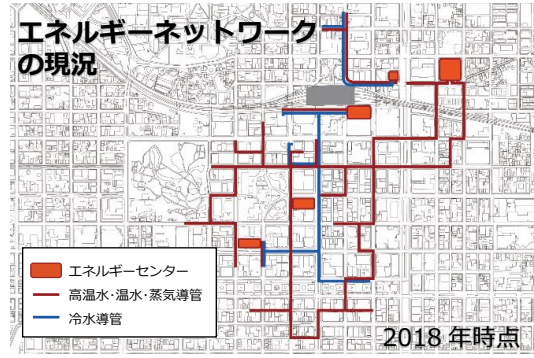 エネルギーネットワーク
の現況
エネルギーセンター
高温水・温水・蒸気導管
冷水導管
2018 年時点